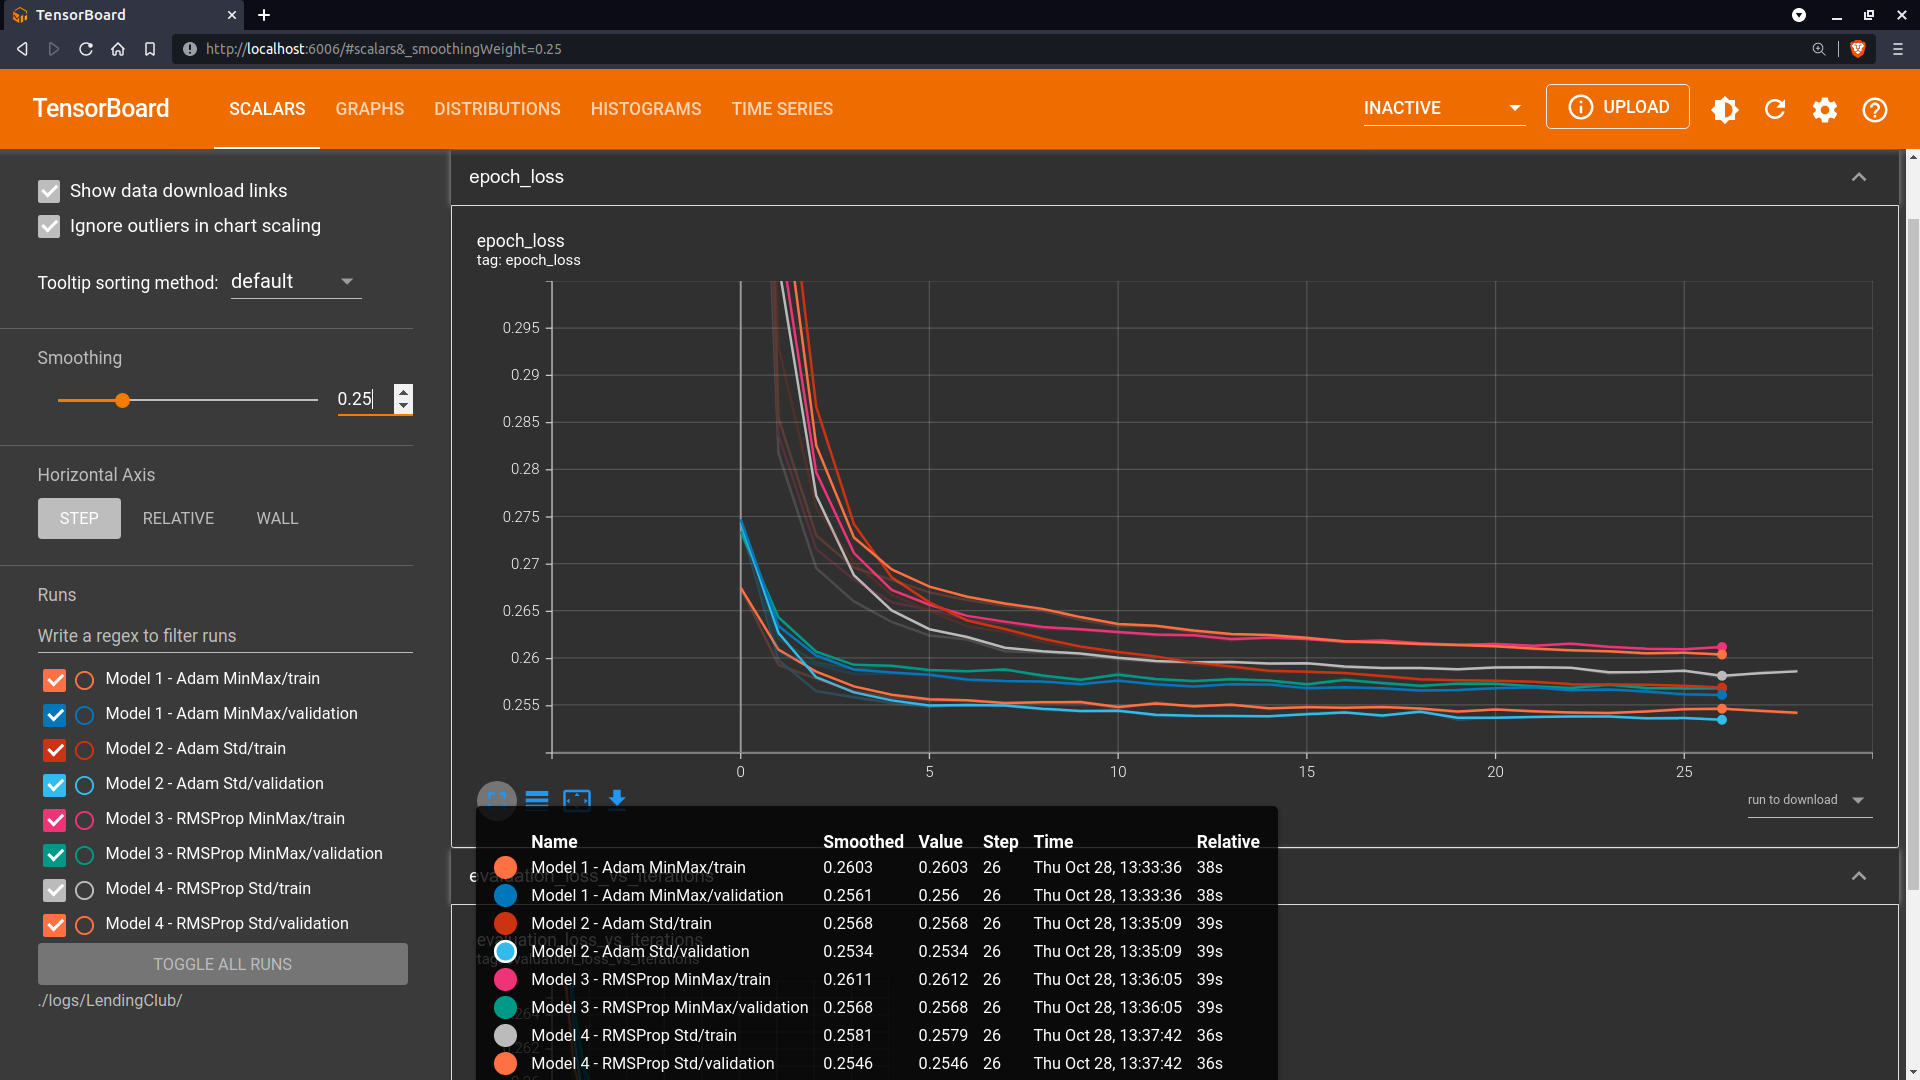 TensorBoard
http://localhost:6006/#scalars&_smoothingWeight=0.25
TensorBoard
SCALARS GRAPHS DISTRIBUTIONS HISTOGRAMS TIME SERIES
INACTIVE
UPLOAD
Show data download links
Ignore outliers in chart scaling
Tooltip sorting method: default
Smoothing
0.25
Horizontal Axis
STEP RELATIVE WALL
Runs
Write a regex to filter runs
Model 1 - Adam MinMax/train
Model 1 - Adam MinMax/validation
Model 2 - Adam Std/train
Model 2 - Adam Std/validation
Model 3 - RMSProp MinMax/train
Model 3 - RMSProp MinMax/validation
Model 4 - RMSProp Std/train
Model 4 - RMSProp Std/validation
TOGGLE ALL RUNS
./logs/LendingClub/
epoch_loss
epoch_loss
tag: epoch_loss
0.295
0.29
0.285
0.28
0.275
0.27
0.265
0.26
0.255
0 5 10 15 20 25
run to download
evaluation_loss_vs_iterations
evaluation_loss_vs_iterations
tag: evaluation_loss_vs_iterations
Name Smoothed Value Step Time Relative
Model 1 - Adam MinMax/train 0.2603 0.2603 26 Thu Oct 28, 13:33:36 38s
Model 1 - Adam MinMax/validation 0.2561 0.256 26 Thu Oct 28, 13:33:36 38s
Model 2 - Adam Std/train 0.2568 0.2568 26 Thu Oct 28, 13:35:09 39s
Model 2 - Adam Std/validation 0.2534 0.2534 26 Thu Oct 28, 13:35:09 39s
Model 3 - RMSProp MinMax/train 0.2611 0.2612 26 Thu Oct 28, 13:36:05 39s
Model 3 - RMSProp MinMax/validation 0.2568 0.2568 26 Thu Oct 28, 13:36:05 39s
Model 4 - RMSProp Std/train 0.2581 0.2579 26 Thu Oct 28, 13:37:42 36s
Model 4 - RMSProp Std/validation 0.2546 0.2546 26 Thu Oct 28, 13:37:42 36s